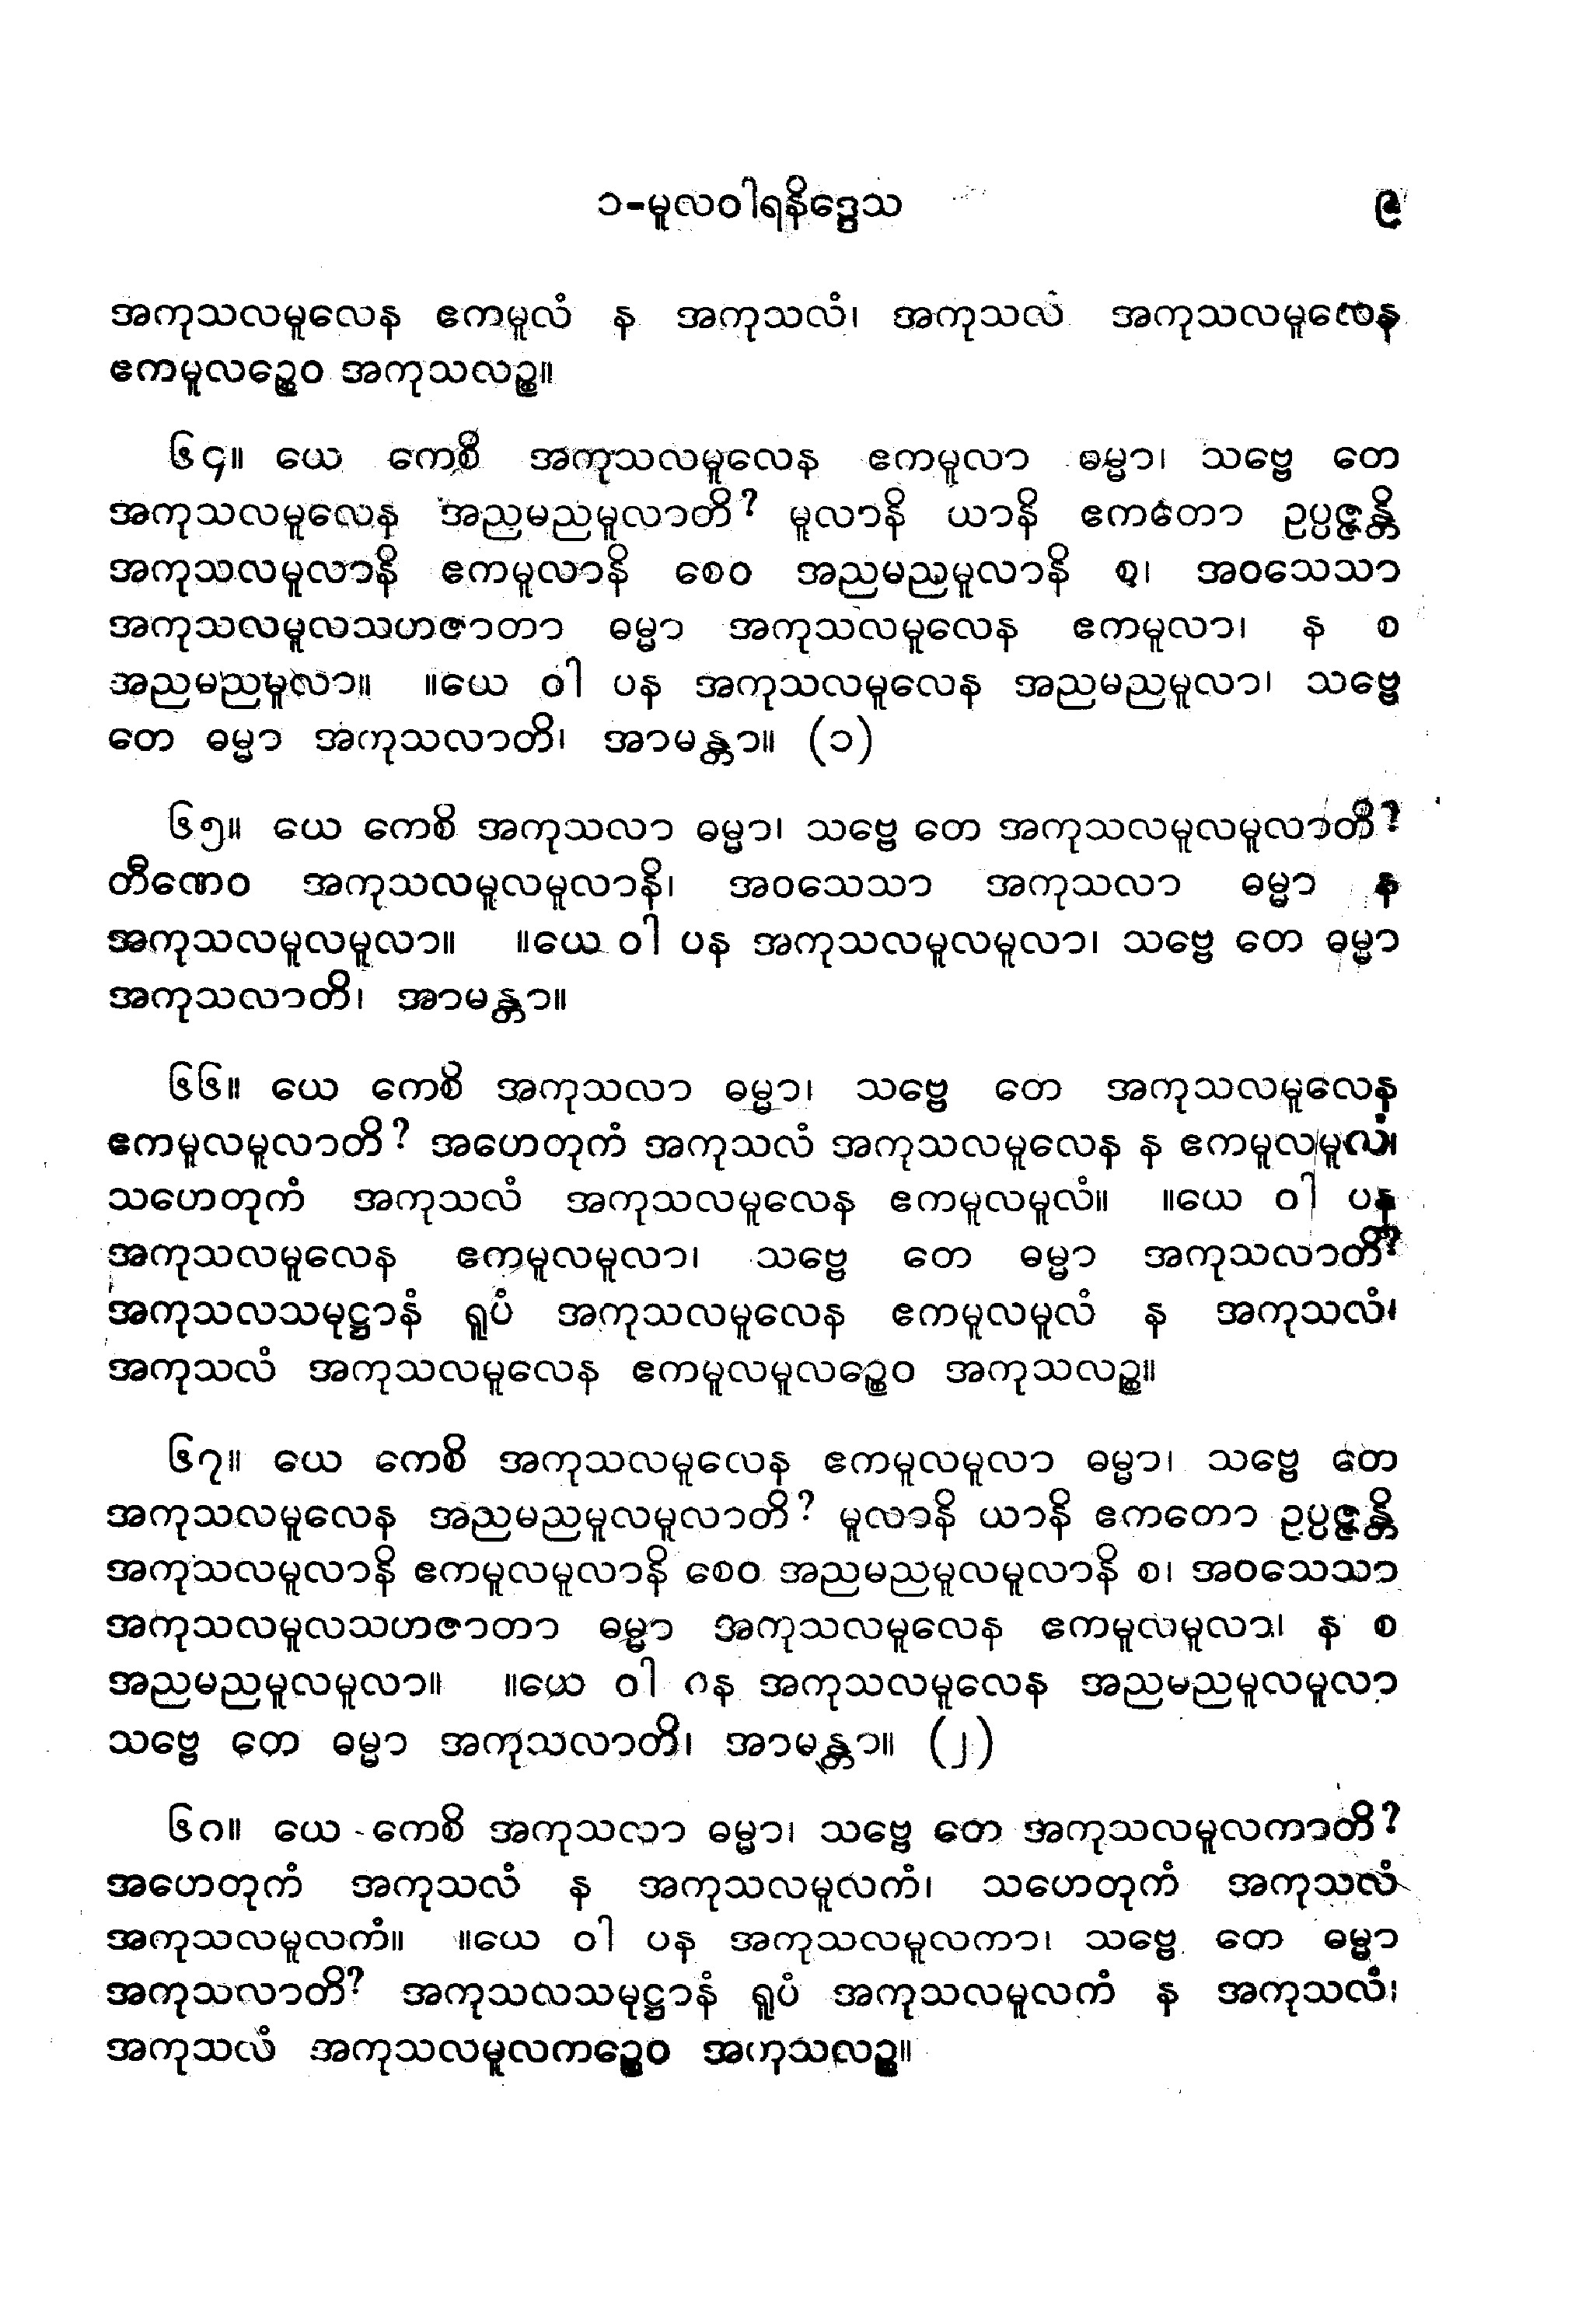 ၁-မူလဝါရနိဒ္ဒေသ ၉
အကုသလမူလေန ဧကမူလံ န အကုသလံ၊ အကုသလံ အကုသလမူလေန
ဧကမူလဉ္စေဝ အကုသလဉ္စ။
၆၄။ ယေ ကေစိ အကုသလမူလေန ဧကမူလာ ဓမ္မာ၊ သဗ္ဗေ တေ
အကုသလမူလေန အညမညမူလာတိ? မူလာနိ ယာနိ ဧကတော ဥပ္ပဇ္ဇန္တိ
အကုသလမူလာနိ ဧကမူလာနိ စေဝ အညမညမူလာနိ စ၊ အဝသေသာ
အကုသလမူလသဟဇာတာ ဓမ္မာ အကုသလမူလေန ဧကမူလာ၊ န စ
အညမညမူလာ။ ။ယေ ဝါ ပန အကုသလမူလေန အညမညမူလာ၊ သဗ္ဗေ
တေ ဓမ္မာ အကုသလာတိ၊ အာမန္တာ။ (၁)
၆၅။ ယေ ကေစိ အကုသလာ ဓမ္မာ၊ သဗ္ဗေ တေ အကုသလမူလမူလာတိ?
တီဏေဝ အကုသလမူလမူလာနိ၊ အဝသေသာ အကုသလာ ဓမ္မာ န
အကုသလမူလမူလာ။ ။ယေ ဝါ ပန အကုသလမူလမူလာ၊ သဗ္ဗေ တေ ဓမ္မာ
အကုသလာတိ၊ အာမန္တာ။
၆၆။ ယေ ကေစိ အကုသလာ ဓမ္မာ၊ သဗ္ဗေ တေ အကုသလမူလေန
ဧကမူလမူလာတိ? အဟေတုကံ အကုသလံ အကုသလမူလေန န ဧကမူလမူလံ၊
သဟေတုကံ အကုသလံ အကုသလမူလေန ဧကမူလမူလံ။ ။ယေ ဝါ ပန
အကုသလမူလေန ဧကမူလမူလာ၊ သဗ္ဗေ တေ ဓမ္မာ အကုသလာတိ?
အကုသလသမုဋ္ဌာနံ ရူပံ အကုသလမူလေန ဧကမူလမူလံ န အကုသလံ၊
အကုသလံ အကုသလမူလေန ဧကမူလမူလဉ္စေဝ အကုသလဉ္စ။
၆၇။ ယေ ကေစိ အကုသလမူလေန ဧကမူလမူလာ ဓမ္မာ၊ သဗ္ဗေ တေ
အကုသလမူလေန အညမညမူလမူလာတိ? မူလာနိ ယာနိ ဧကတော ဥပ္ပဇ္ဇန္တိ
အကုသလမူလာနိ ဧကမူလမူလာနိ စေဝ အညမညမူလမူလာနိ စ၊ အဝသေသာ
အကုသလမူလသဟဇာတာ ဓမ္မာ အကုသလမူလေန ဧကမူလမူလာ၊ န စ
အညမညမူလမူလာ။ ။ယေ ဝါ ပန အကုသလမူလေန အညမညမူလမူလာ
သဗ္ဗေ တေ ဓမ္မာ အကုသလာတိ၊ အာမန္တာ။ (၂)
၆၈။ ယေ ကေစိ အကုသလာ ဓမ္မာ၊ သဗ္ဗေ တေ အကုသလမူလကာတိ?
အဟေတုကံ အကုသလံ န အကုသလမူလကံ၊ သဟေတုကံ အကုသလံ
အကုသလမူလကံ။ ။ယေ ဝါ ပန အကုသလမူလကာ၊ သဗ္ဗေ တေ ဓမ္မာ
အကုသလာတိ? အကုသလသမုဋ္ဌာနံ ရူပံ အကုသလမူလကံ န အကုသလံ၊
အကုသလံ အကုသလမူလကဉ္စေဝ အကုသလဉ္စ။